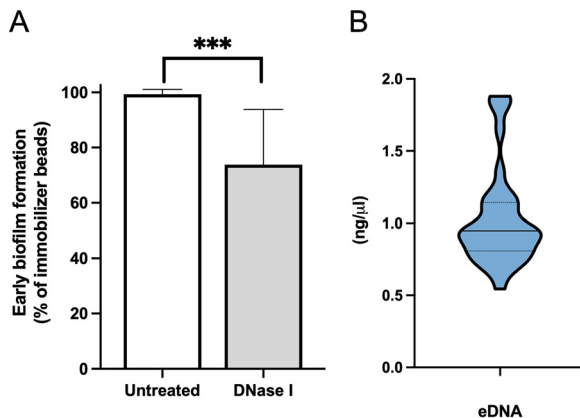 A
***
Early biofilm formation
(% of immobilizer beads)
100
80
60
40
20
0
Untreated
DNase I
B
(ng/µl)
2.0
1.5
1.0
0.5
0.0
eDNA